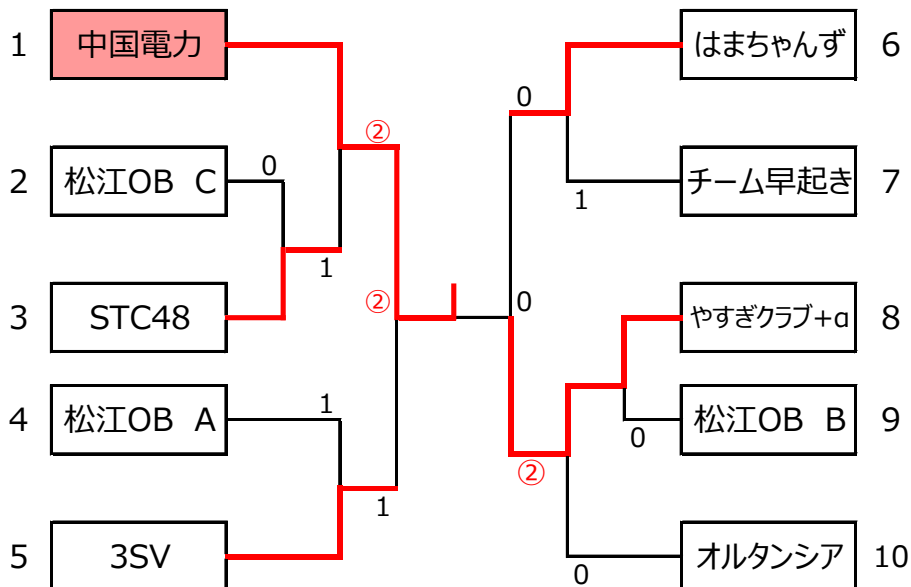 1 中国電力
2 松江OB C
3 STC48
4 松江OB A
5 3SV
0
1
②
②
1
1
はまちゃんず 6
チーム早起き 7
やすぎクラブ+α 8
松江OB B 9
オルタンシア 10
0
1
0
0
②
0